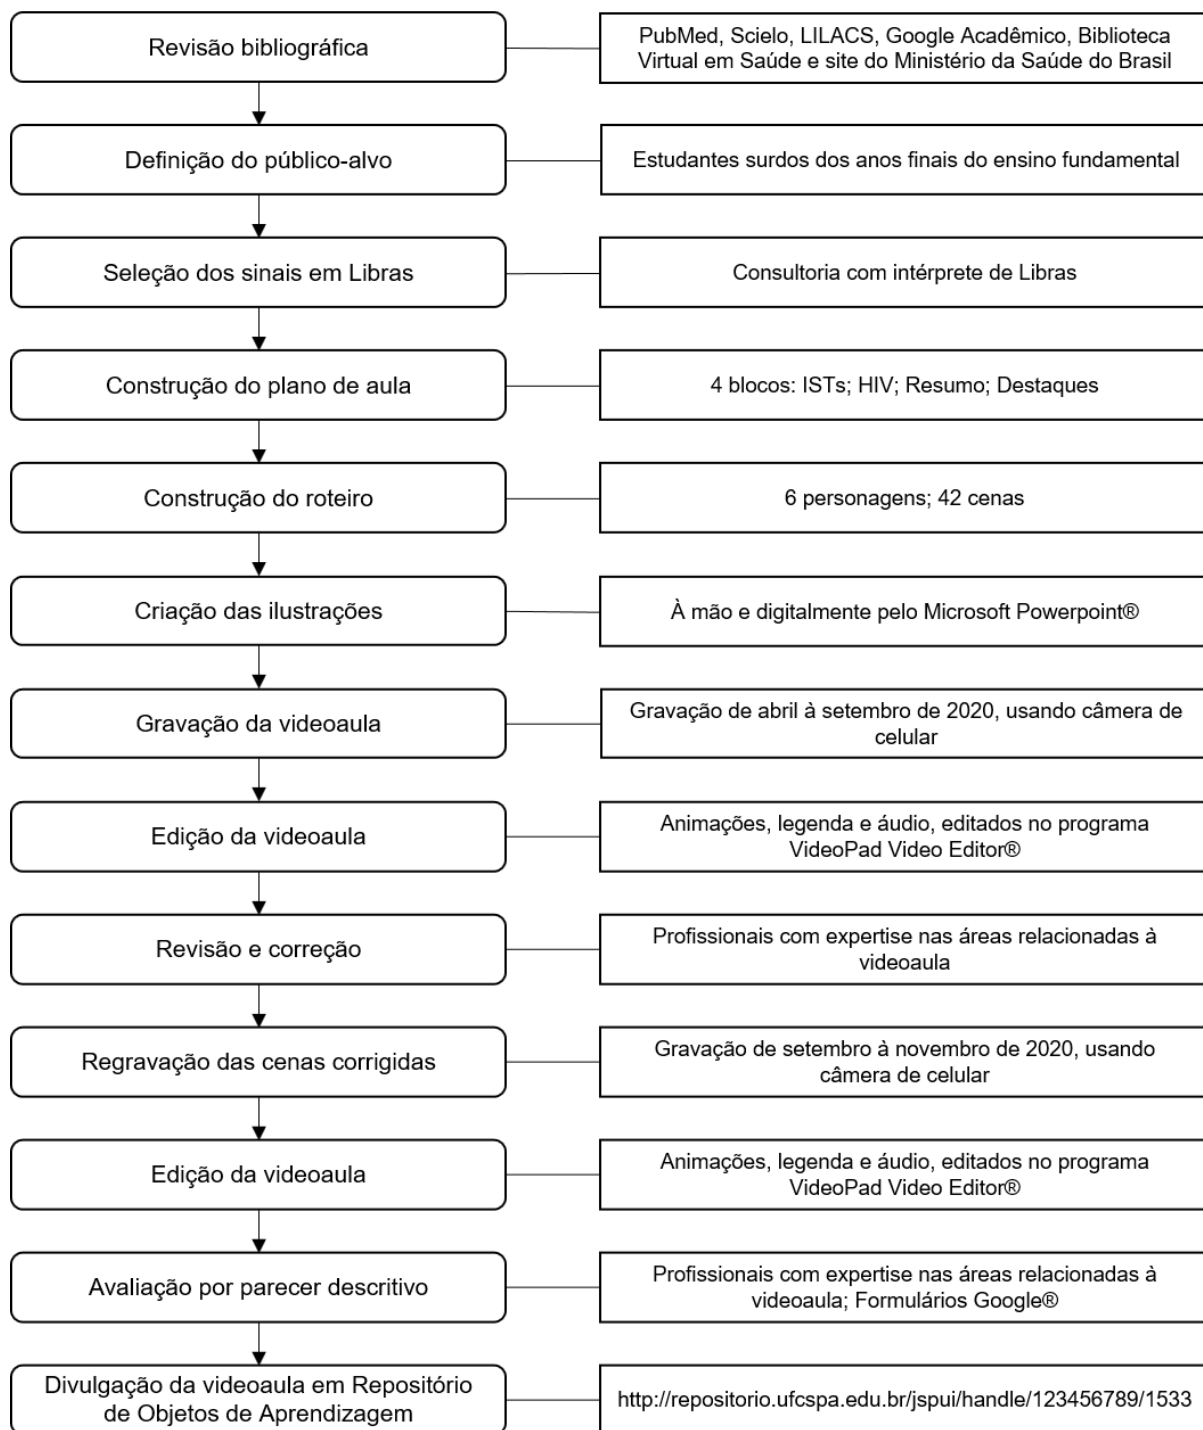 Revisão bibliográfica
PubMed, Scielo, LILACS, Google Acadêmico, Biblioteca
Virtual em Saúde e site do Ministério da Saúde do Brasil
Definição do público-alvo
Estudantes surdos dos anos finais do ensino fundamental
Seleção dos sinais em Libras
Consultoria com intérprete de Libras
Construção do plano de aula
4 blocos: ISTs; HIV; Resumo; Destaques
Construção do roteiro
6 personagens; 42 cenas
Criação das ilustrações
À mão e digitalmente pelo Microsoft Powerpoint®
Gravação da videoaula
Gravação de abril à setembro de 2020, usando câmera de
celular
Edição da videoaula
Animações, legenda e áudio, editados no programa
VideoPad Video Editor®
Revisão e correção
Profissionais com expertise nas áreas relacionadas à
videoaula
Regravação das cenas corrigidas
Gravação de setembro à novembro de 2020, usando
câmera de celular
Edição da videoaula
Animações, legenda e áudio, editados no programa
VideoPad Video Editor®
Avaliação por parecer descritivo
Profissionais com expertise nas áreas relacionadas à
videoaula; Formulários Google®
Divulgação da videoaula em Repositório
de Objetos de Aprendizagem
http://repositorio.ufcspa.edu.br/jspui/handle/123456789/1533